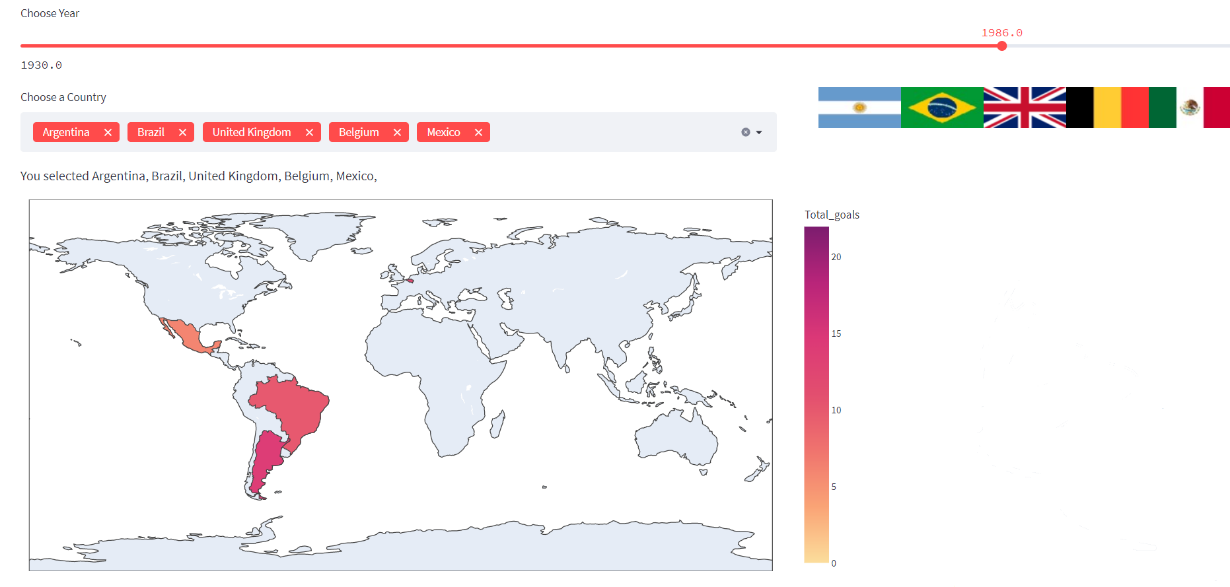 Choose Year
1986.0
1930.0
Choose a Country
Argentina × Brazil × United Kingdom × Belgium × Mexico ×
You selected Argentina, Brazil, United Kingdom, Belgium, Mexico,
Total_goals
20
15
10
5
0